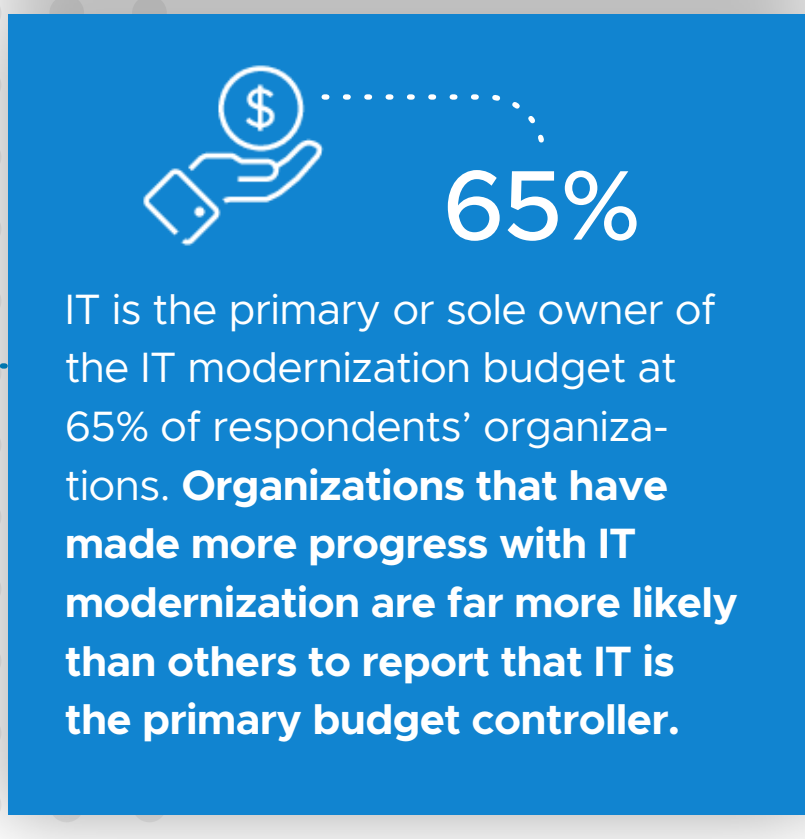 $
65%
IT is the primary or sole owner of
the IT modernization budget at
65% of respondents’ organiza-
tions. Organizations that have
made more progress with IT
modernization are far more likely
than others to report that IT is
the primary budget controller.